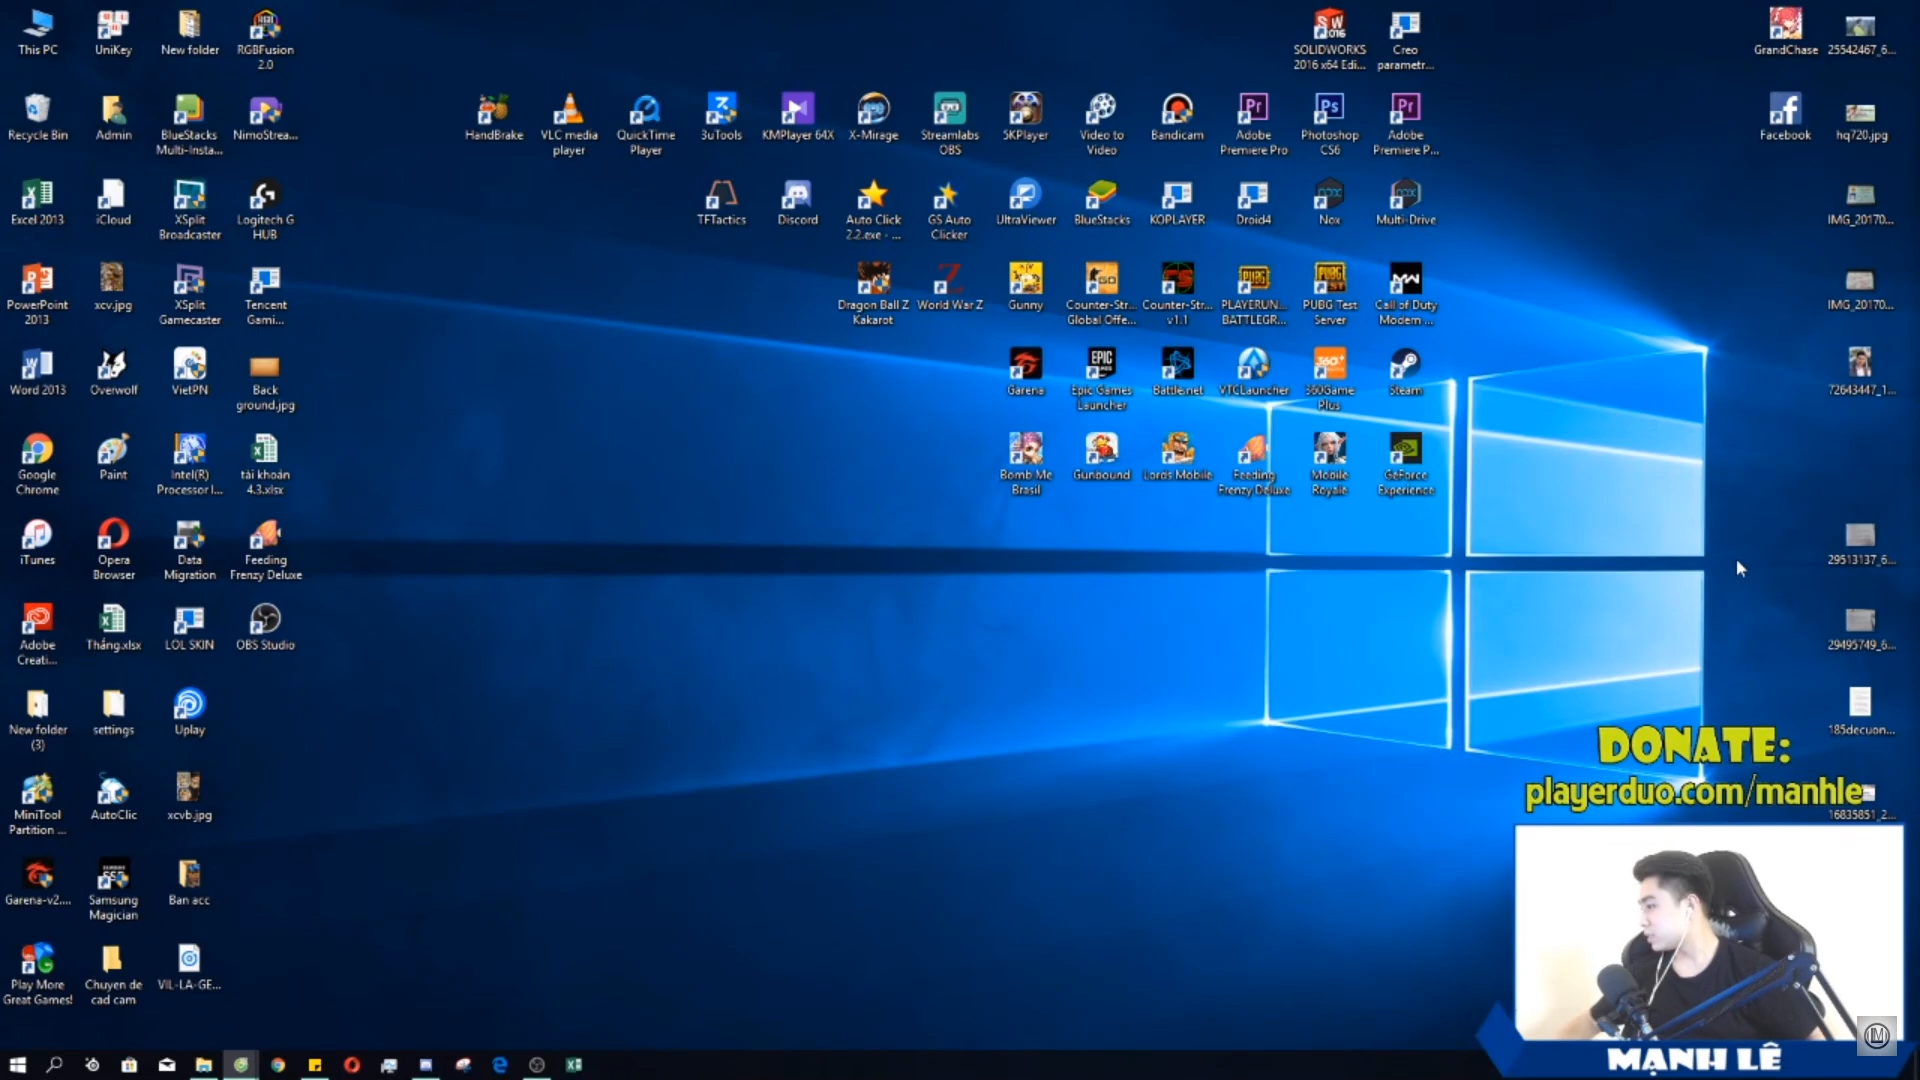 This PC
UniKey
New folder
RGBFusion
2.0
SOLIDWORKS
2016 x64 Edi...
Creo
parametr...
GrandChase
25542467_6...
Recycle Bin
Admin
BlueStacks
Multi-Insta...
NimoStrea...
HandBrake
VLC media
player
QuickTime
Player
3uTools
KMPlayer 64X
X-Mirage
Streamlabs
OBS
5KPlayer
Video to
Video
Bandicam
Adobe
Premiere Pro
Photoshop
CS6
Adobe
Premiere P...
Facebook
hq720.jpg
Excel 2013
iCloud
XSplit
Broadcaster
Logitech G
HUB
TFTactics
Discord
Auto Click
2.2.exe - ...
GS Auto
Clicker
UltraViewer
BlueStacks
KOPLAYER
Droid4
Nox
Multi-Drive
IMG_20170...
PowerPoint
2013
xcv.jpg
XSplit
Gamecaster
Tencent
Gami...
Dragon Ball Z
Kakarot
World War Z
Gunny
Counter-Str...
Global Offe...
Counter-Str...
v1.1
PLAYERUN...
BATTLEGR...
PUBG Test
Server
Call of Duty
Modern ...
IMG_20170...
Word 2013
Overwolf
VietPN
Back
ground.jpg
Garena
Epic Games
Launcher
Battle.net
VTCLauncher
360Game
Plus
Steam
72643447_1...
Google
Chrome
Paint
Intel(R)
Processor I...
tài khoản
4.3.xlsx
Bomb Me
Brasil
Gunbound
Lords Mobile
Feeding
Frenzy Deluxe
Mobile
Royale
GeForce
Experience
iTunes
Opera
Browser
Data
Migration
Feeding
Frenzy Deluxe
29513137_6...
Adobe
Creati...
Thắng.xlsx
LOL SKIN
OBS Studio
29495749_6...
New folder
(3)
settings
Uplay
185decuon...
DONATE:
playerduo.com/manhle
MiniTool
Partition ...
AutoClic
xcvb.jpg
16835851_2...
Garena-v2....
Samsung
Magician
Ban acc
Play More
Great Games!
Chuyen de
cad cam
VIL-LA-GE...
MẠNH LÊ